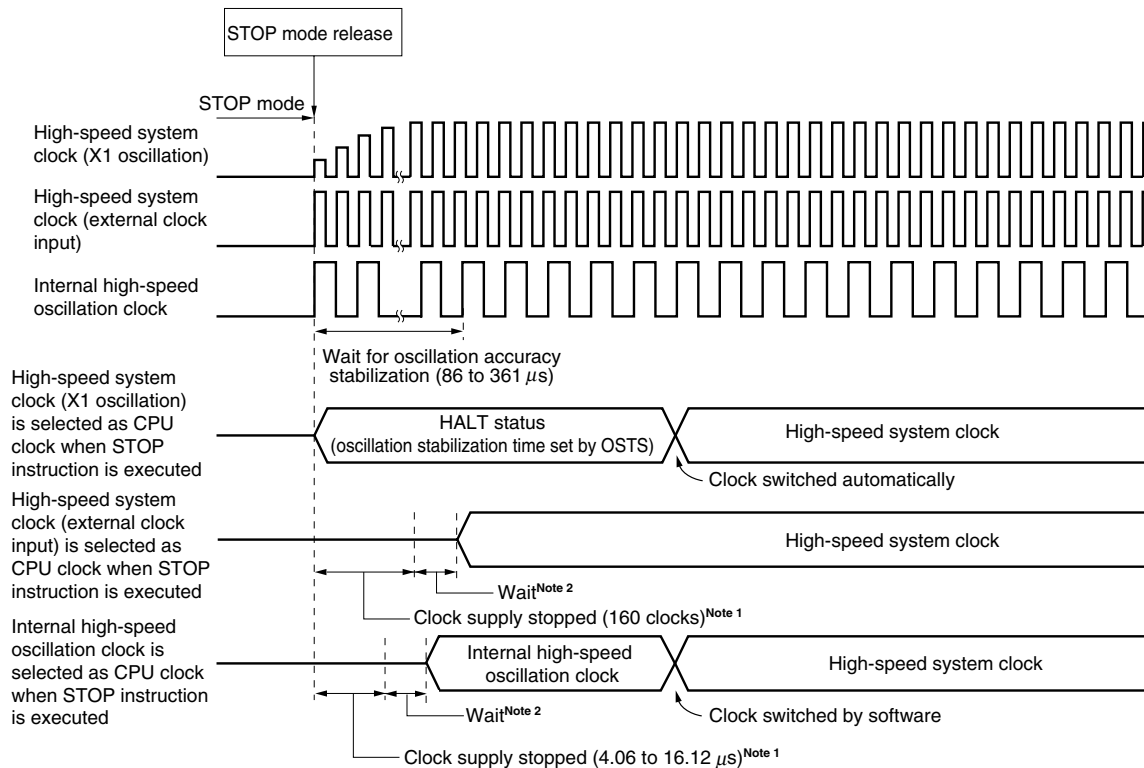 STOP mode release
STOP mode
High-speed system
clock (X1 oscillation)
High-speed system
clock (external clock
input)
Internal high-speed
oscillation clock
Wait for oscillation accuracy
stabilization (86 to 361 μs)
High-speed system
clock (X1 oscillation)
is selected as CPU
clock when STOP
instruction is executed
HALT status
(oscillation stabilization time set by OSTS)
High-speed system clock
Clock switched automatically
High-speed system
clock (external clock
input) is selected as
CPU clock when STOP
instruction is executed
High-speed system clock
Wait Note 2
Clock supply stopped (160 clocks) Note 1
Internal high-speed
oscillation clock is
selected as CPU clock
when STOP instruction
is executed
Internal high-speed
oscillation clock
High-speed system clock
Wait Note 2
Clock switched by software
Clock supply stopped (4.06 to 16.12 μs) Note 1